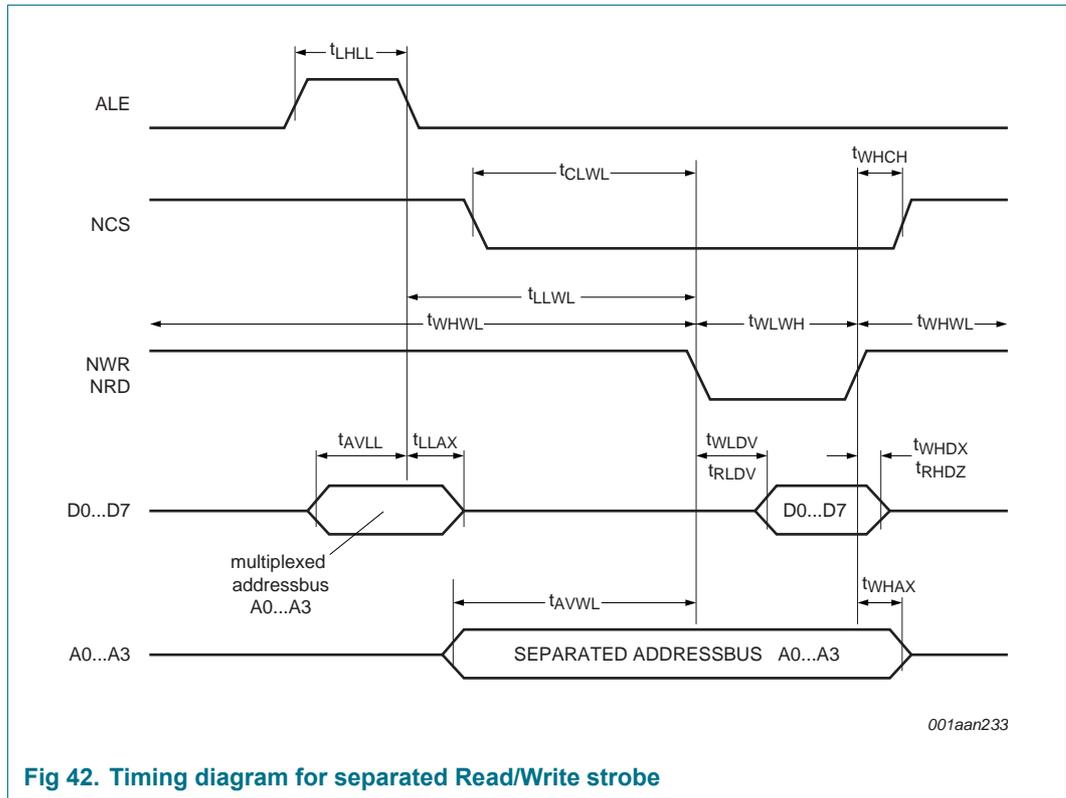 tLHLL
ALE
tWHCH
tCLWL
NCS
tLLWL
tWHWL tWLWH tWHWL
NWR
NRD
tAVLL tLLAX tWLDV tWHDX
tRLDV tRHDZ
D0...D7 D0...D7
multiplexed
addressbus
A0...A3
tWHAX
tAVWL
A0...A3 SEPARATED ADDRESSBUS A0...A3
001aan233
Fig 42. Timing diagram for separated Read/Write strobe